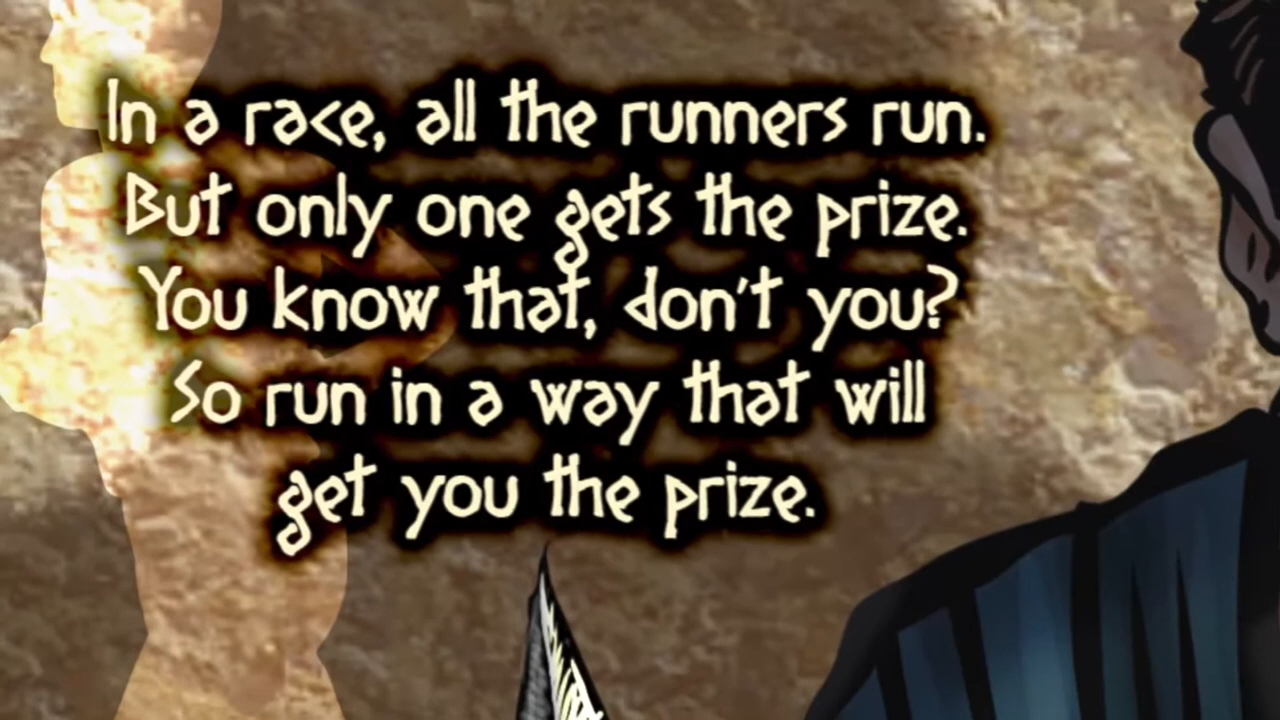 In a race, all the runners run.
But only one gets the prize.
You know that, don't you?
So run in a way that will
get you the prize.